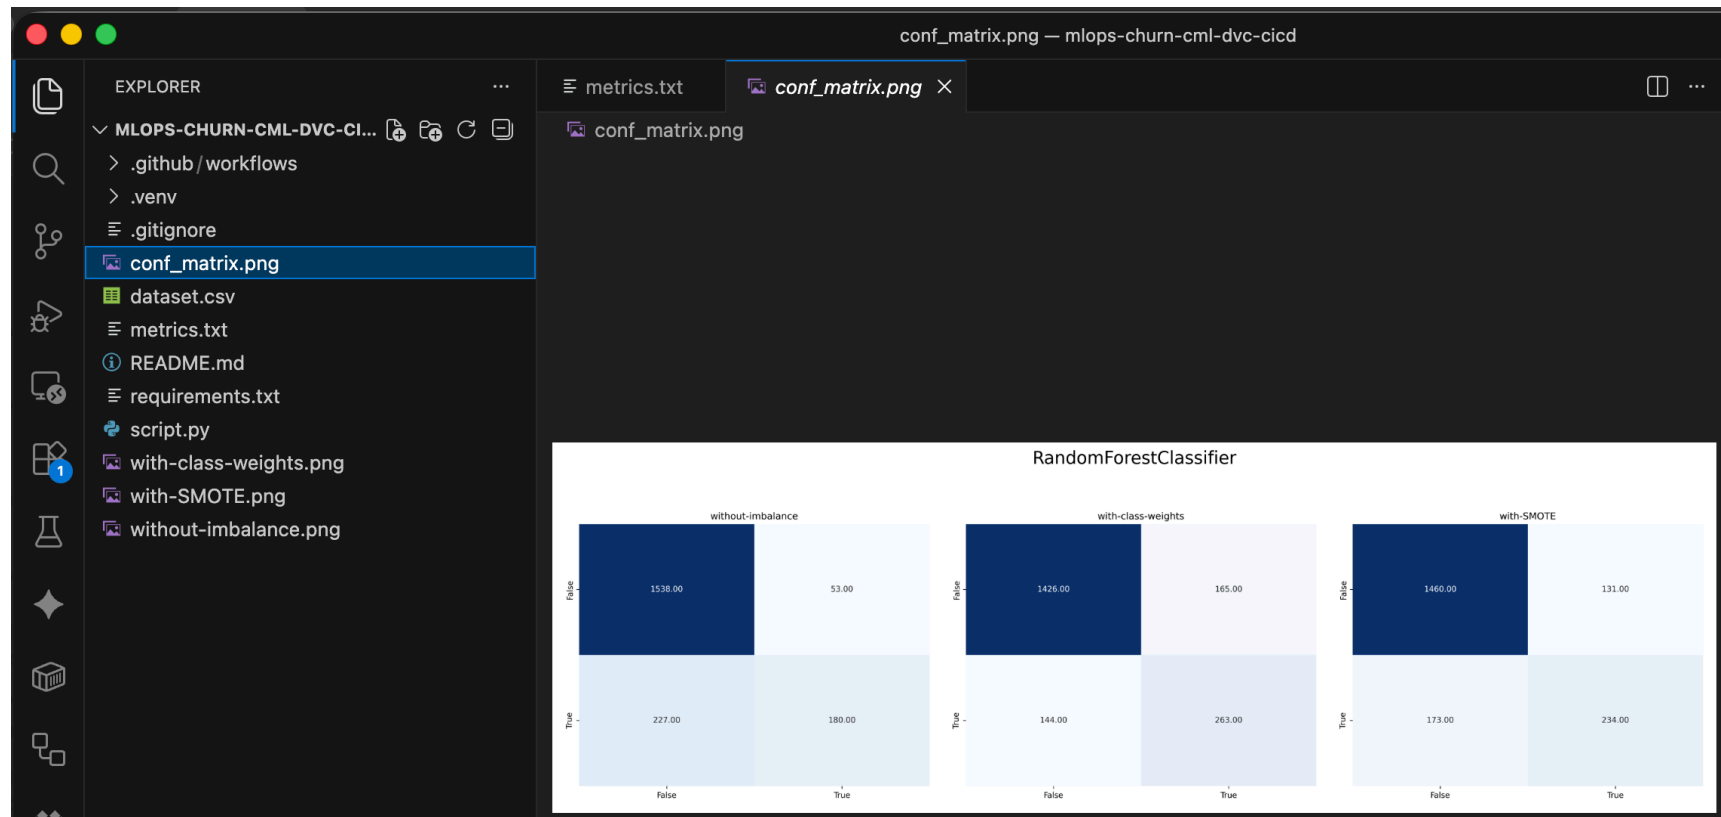 conf_matrix.png — mlops-churn-cml-dvc-cicd
EXPLORER
MLOPS-CHURN-CML-DVC-CI...
.github/workflows
.venv
.gitignore
conf_matrix.png
dataset.csv
metrics.txt
README.md
requirements.txt
script.py
with-class-weights.png
with-SMOTE.png
without-imbalance.png
1
metrics.txt
conf_matrix.png
conf_matrix.png
RandomForestClassifier
without-imbalance
False
1538.00 53.00
True
227.00 180.00
False True
with-class-weights
False
1426.00 165.00
True
144.00 263.00
False True
with-SMOTE
False
1460.00 131.00
True
173.00 234.00
False True